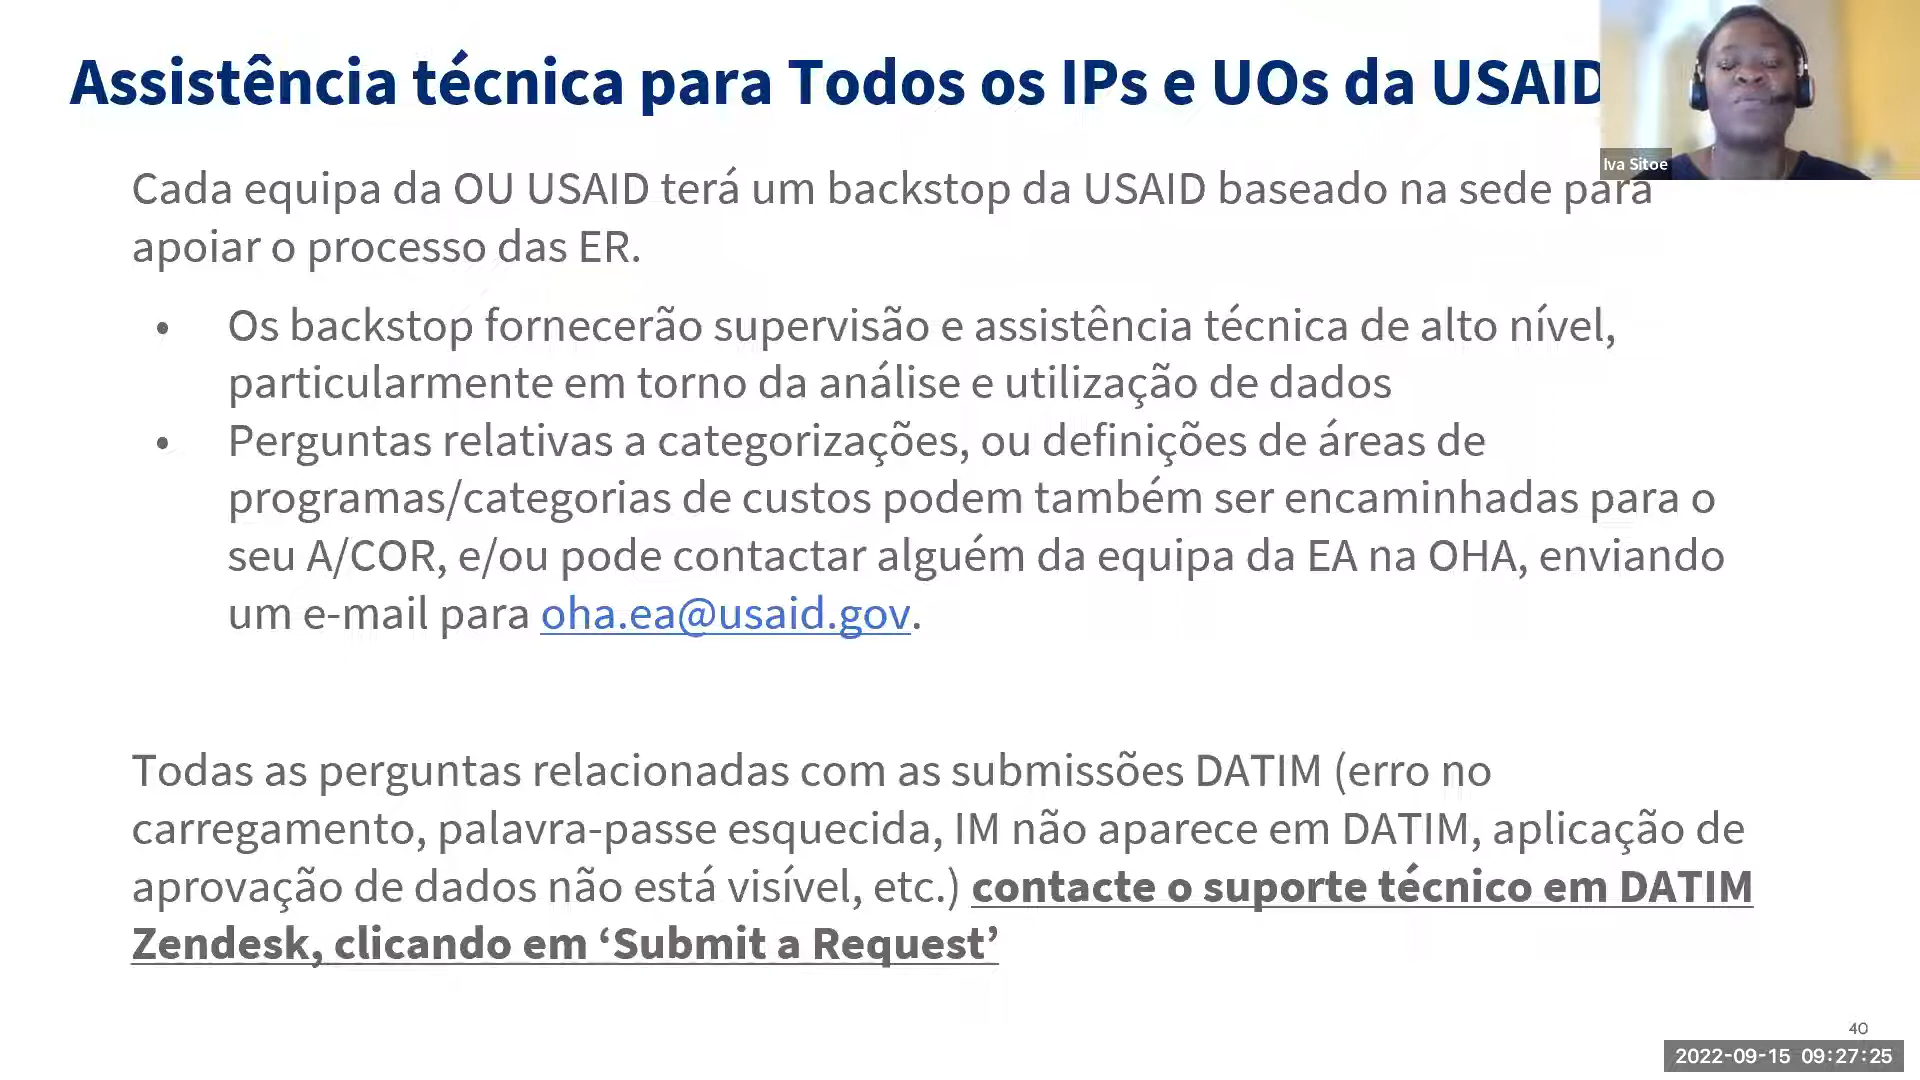 Assistência técnica para Todos os IPs e UOs da USAID
Iva Sitoe
Cada equipa da OU USAID terá um backstop da USAID baseado na sede para
apoiar o processo das ER.
• Os backstop fornecerão supervisão e assistência técnica de alto nível,
particularmente em torno da análise e utilização de dados
• Perguntas relativas a categorizações, ou definições de áreas de
programas/categorias de custos podem também ser encaminhadas para o
seu A/COR, e/ou pode contactar alguém da equipa da EA na OHA, enviando
um e-mail para oha.ea@usaid.gov.
Todas as perguntas relacionadas com as submissões DATIM (erro no
carregamento, palavra-passe esquecida, IM não aparece em DATIM, aplicação de
aprovação de dados não está visível, etc.) contacte o suporte técnico em DATIM
Zendesk, clicando em ‘Submit a Request’
40
2022-09-15 09:27:25